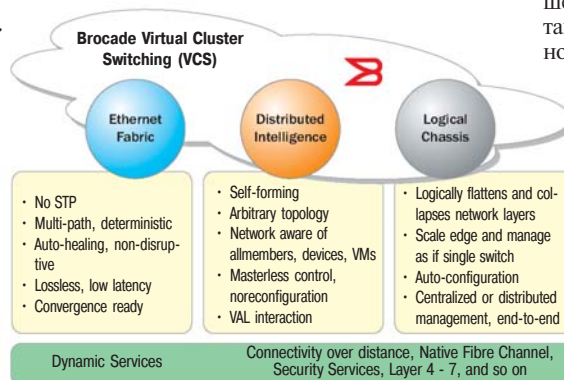 Brocade Virtual Cluster
Switching (VCS)
Ethernet
Fabric
Distributed
Intelligence
Logical
Chassis
· No STP
· Multi-path, deterministic
· Auto-healing, non-disrup-
tive
· Lossless, low latency
· Convergence ready
· Self-forming
· Arbitrary topology
· Network aware of
allmembers, devices, VMs
· Masterless control,
noreconfiguration
· VAL interaction
· Logically flattens and col-
lapses network layers
· Scale edge and manage
as if single switch
· Auto-configuration
· Centralized or distributed
management, end-to-end
Dynamic Services
Connectivity over distance, Native Fibre Channel,
Security Services, Layer 4 - 7, and so on